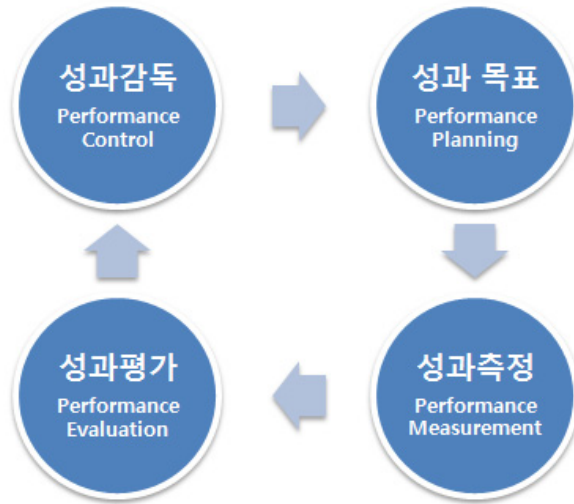 성과감독
Performance
Control
성과 목표
Performance
Planning
성과평가
Performance
Evaluation
성과측정
Performance
Measurement